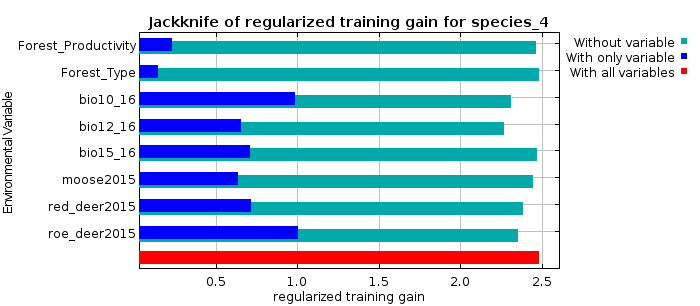 Jackknife of regularized training gain for species_4
Without variable
With only variable
With all variables
Environmental Variable
Forest_Productivity
Forest_Type
bio10_16
bio12_16
bio15_16
moose2015
red_deer2015
roe_deer2015
0.5 1.0 1.5 2.0 2.5
regularized training gain